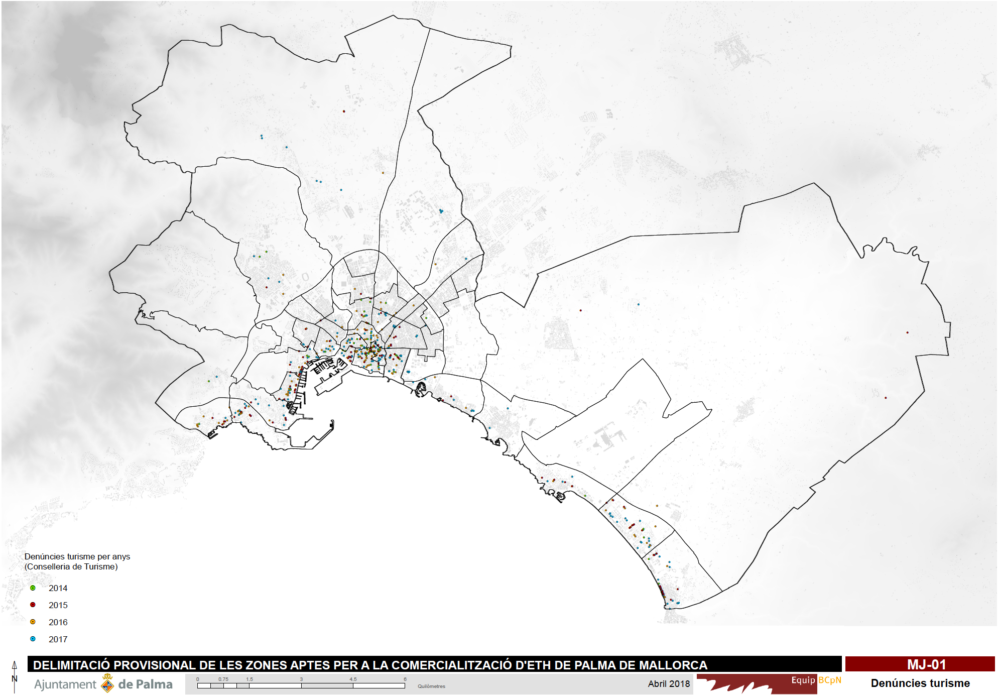 Denúncies turisme per anys
(Conselleria de Turisme)
2014
2015
2016
2017
DELIMITACIÓ PROVISIONAL DE LES ZONES APTES PER A LA COMERCIALITZACIÓ D'ETH DE PALMA DE MALLORCA
MJ-01
N
Ajuntament de Palma
0 0.75 1.5 3 4.5 6
Quilòmetres
Abril 2018
Equip BCpN
Denúncies turisme